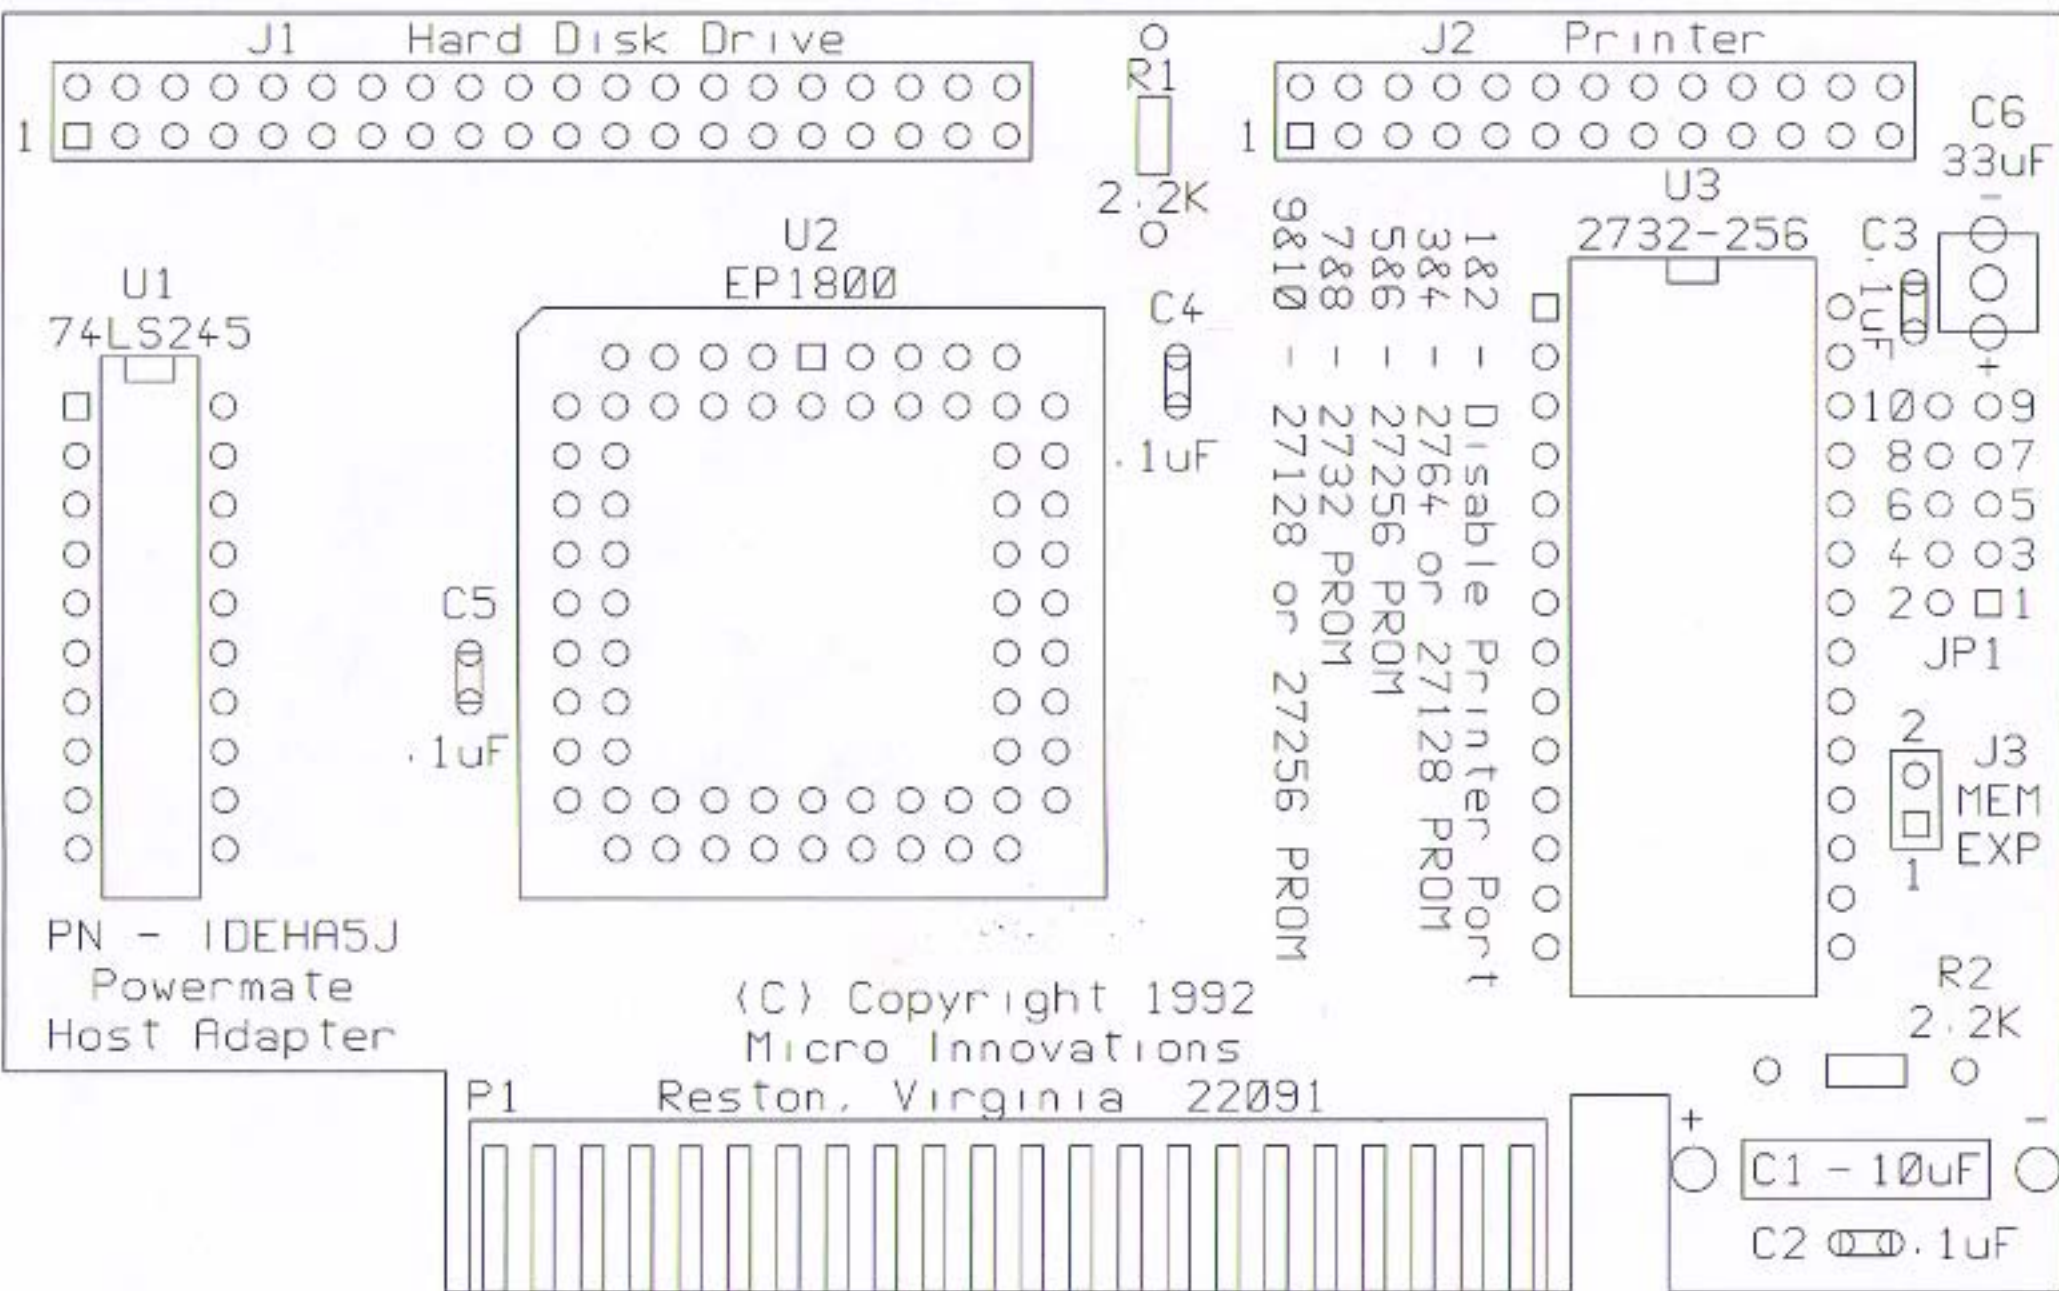 J1 Hard Disk Drive
1
R1
2.2K
J2 Printer
1
C6
33uF
-
+
U1
74LS245
U2
EP1800
C4
.1uF
C5
.1uF
1&2 - Disable Printer Port
3&4 - 2764 or 27128 PROM
5&6 - 27256 PROM
7&8 - 2732 PROM
9&10 - 27128 or 27256 PROM
U3
2732-256
C3
.1uF
10 9
8 7
6 5
4 3
2 1
JP1
2
1
J3
MEM
EXP
PN - IDEHA5J
Powermate
Host Adapter
(C) Copyright 1992
Micro Innovations
Reston, Virginia 22091
P1
R2
2.2K
+ -
C1 - 10uF
C2 .1uF